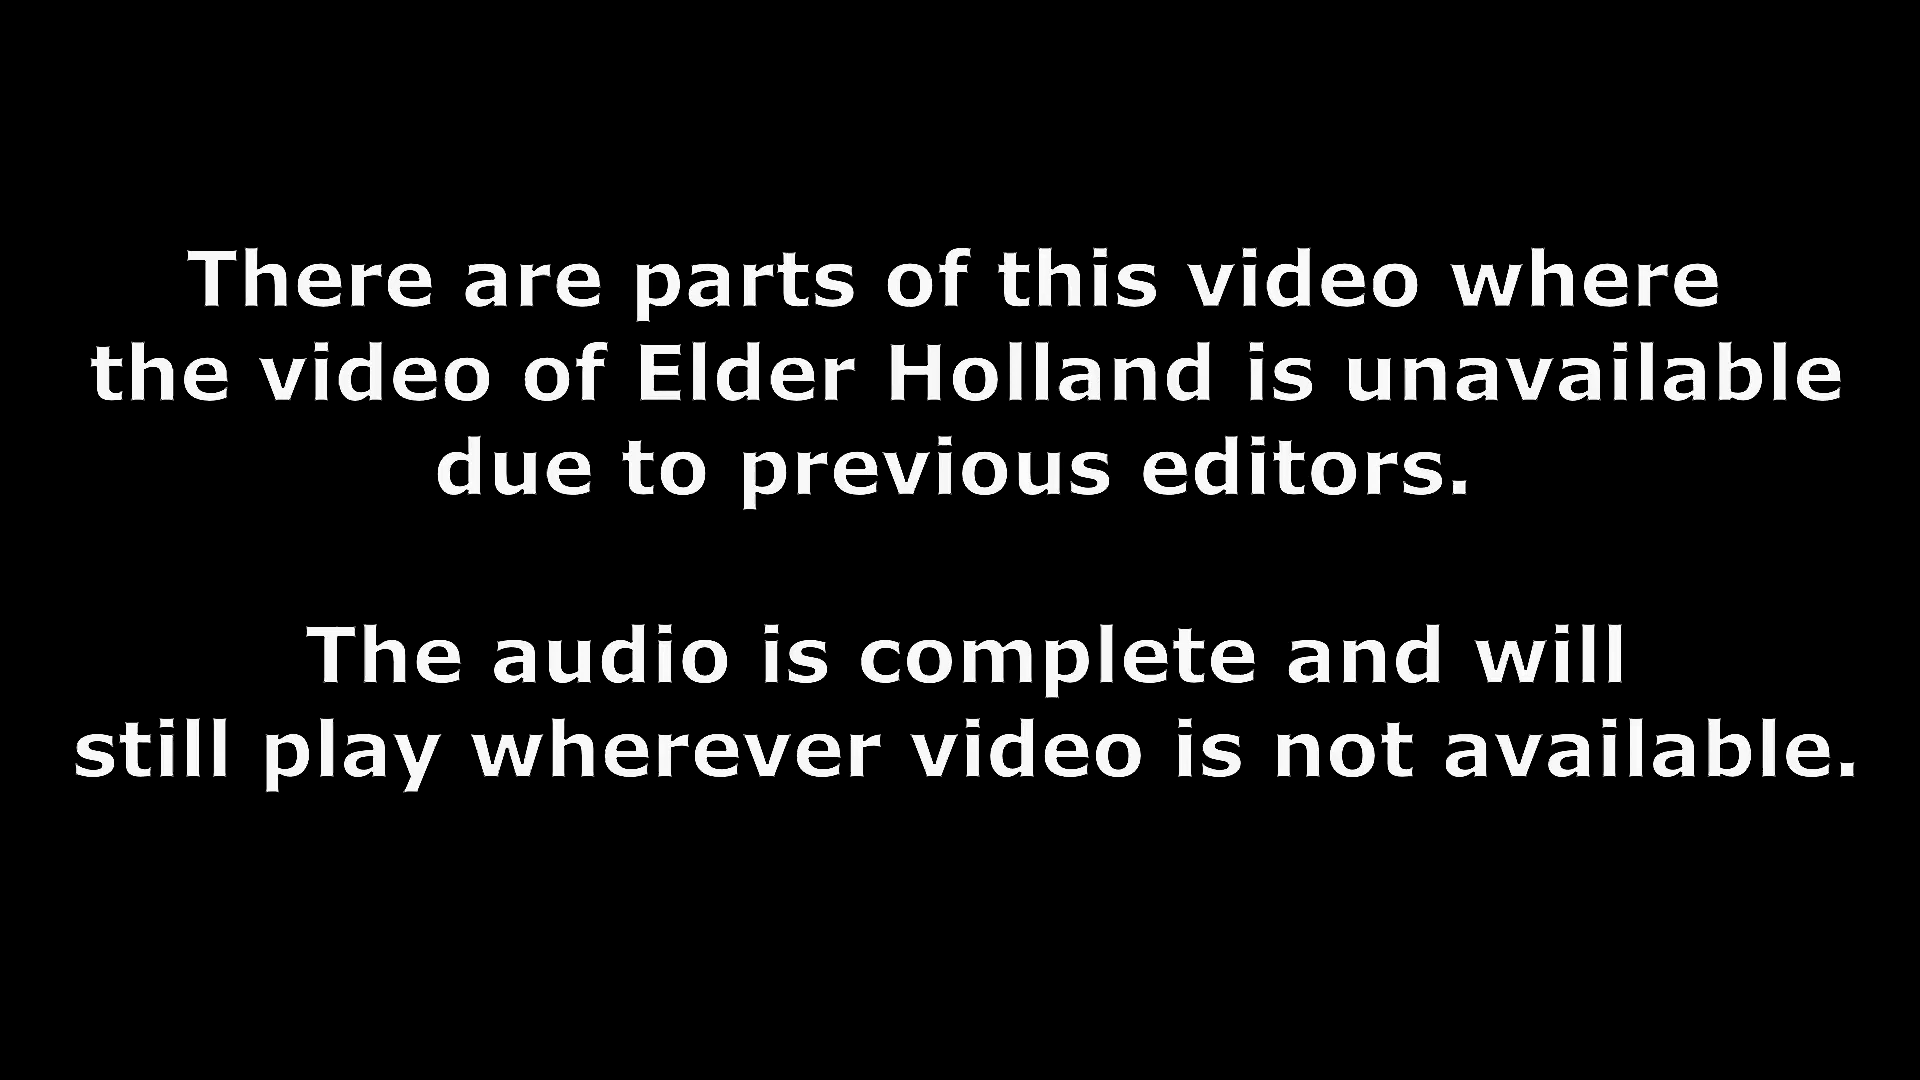 There are parts of this video where
the video of Elder Holland is unavailable
due to previous editors.
The audio is complete and will
still play wherever video is not available.